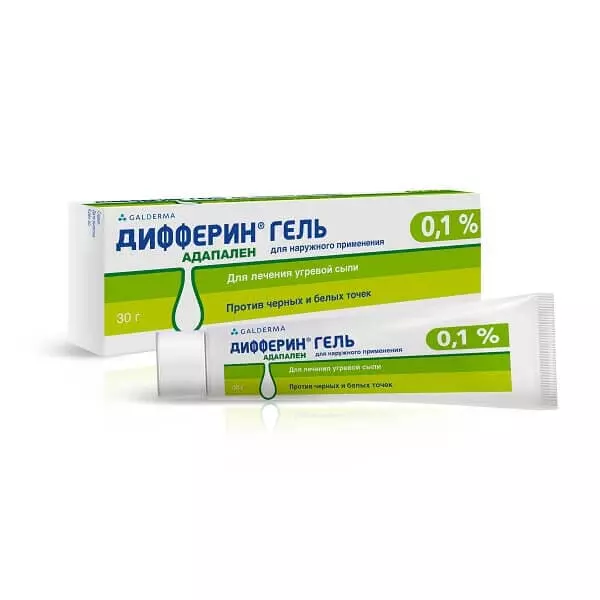 GALDERMA
ДИФФЕРИН® ГЕЛЬ
АДАПАЛЕН
для наружного применения
0,1 %
Для лечения угревой сыпи
Против черных и белых точек
30 г.
GALDERMA
ДИФФЕРИН® ГЕЛЬ
АДАПАЛЕН
для наружного применения
0,1 %
Для лечения угревой сыпи
Против черных и белых точек
30 г.